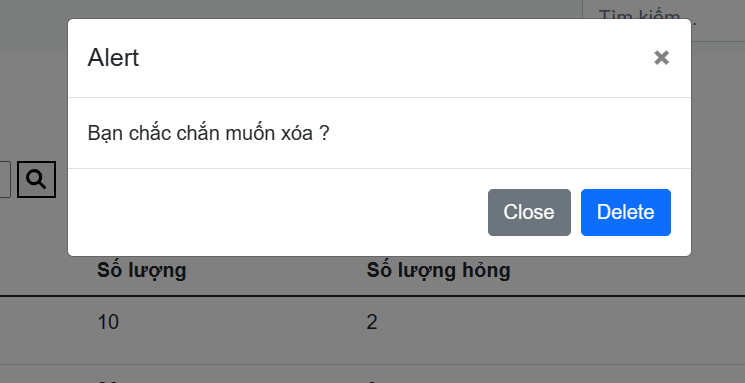 Tìm kiếm...
Alert
Bạn chắc chắn muốn xóa ?
Close Delete
Số lượng Số lượng hỏng
10 2